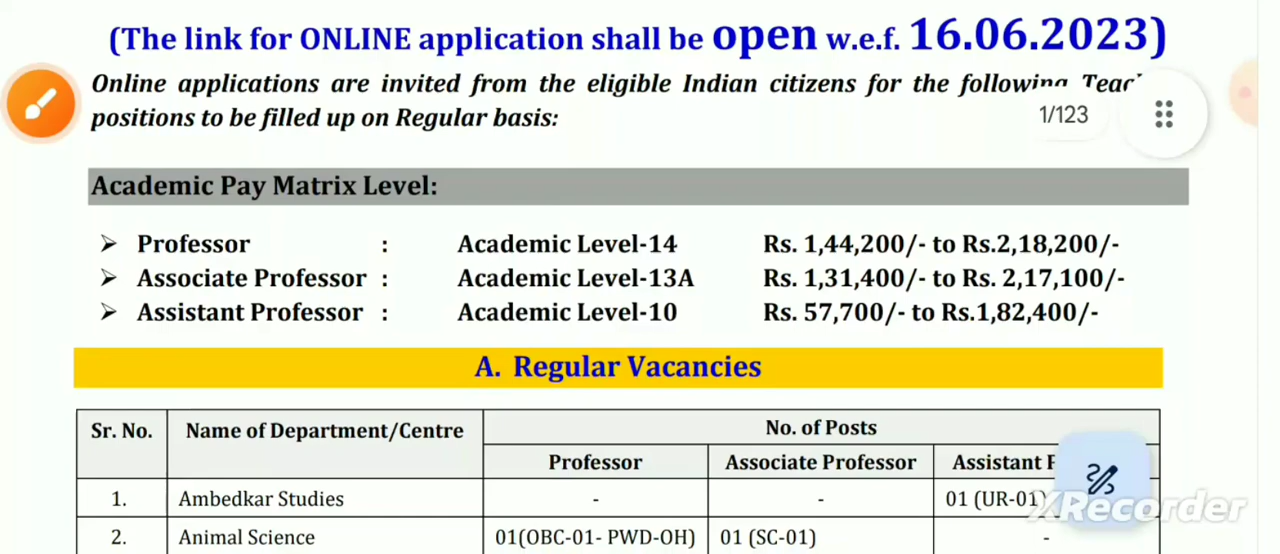 (The link for ONLINE application shall be open w.e.f. 16.06.2023)
Online applications are invited from the eligible Indian citizens for the following
positions to be filled up on Regular basis:
1/123
Academic Pay Matrix Level:
➢ Professor : Academic Level-14 Rs. 1,44,200/- to Rs.2,18,200/-
➢ Associate Professor : Academic Level-13A Rs. 1,31,400/- to Rs. 2,17,100/-
➢ Assistant Professor : Academic Level-10 Rs. 57,700/- to Rs.1,82,400/-
A. Regular Vacancies
Sr. No. Name of Department/Centre No. of Posts
Professor Associate Professor Assistant
1. Ambedkar Studies - - 01 (UR-01)
2. Animal Science 01(OBC-01- PWD-OH) 01 (SC-01) -
XRecorder